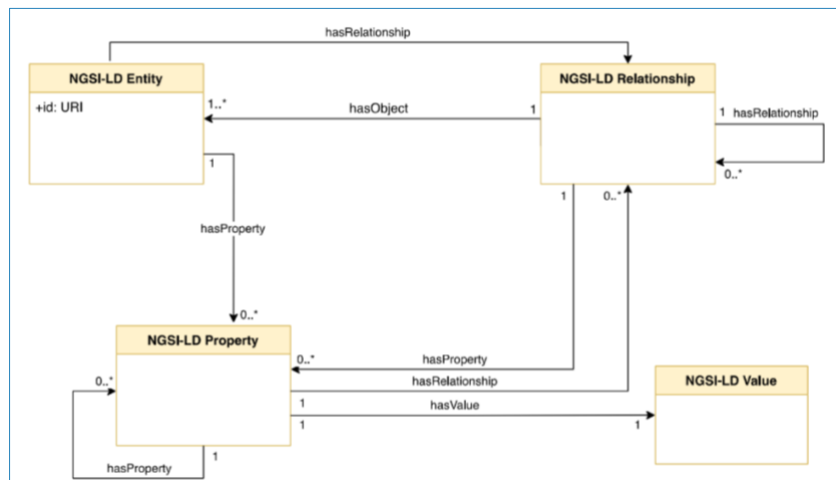 hasRelationship
NGSI-LD Entity
+id: URI
NGSI-LD Relationship
1..*
hasObject
1
1
hasRelationship
0..*
1
hasProperty
0..*
1
0..*
NGSI-LD Property
0..*
hasProperty
hasRelationship
1
hasValue
1
1
NGSI-LD Value
0..*
1
hasProperty